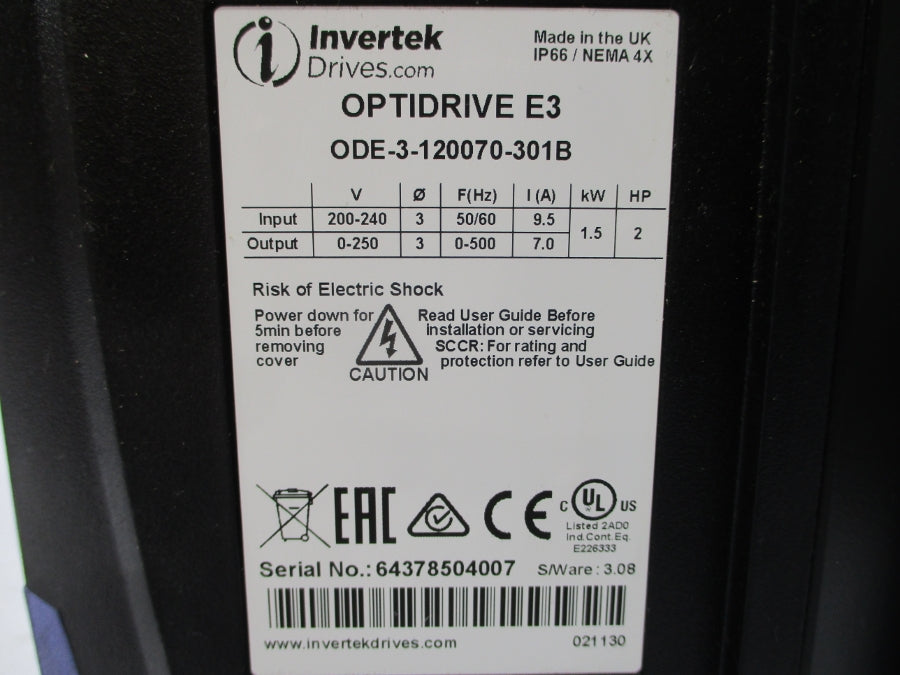 Invertek
Drives.com
Made in the UK
IP66 / NEMA 4X
OPTIDRIVE E3
ODE-3-120070-301B
V Ø F(Hz) I (A) kW HP
Input 200-240 3 50/60 9.5 1.5 2
Output 0-250 3 0-500 7.0
Risk of Electric Shock
Power down for
5min before
removing
cover
CAUTION
Read User Guide Before
installation or servicing
SCCR: For rating and
protection refer to User Guide
EAC
CE
C UL US
Listed 2AD0
Ind.Cont.Eq.
E226333
Serial No.: 64378504007 S/Ware : 3.08
www.invertekdrives.com 021130